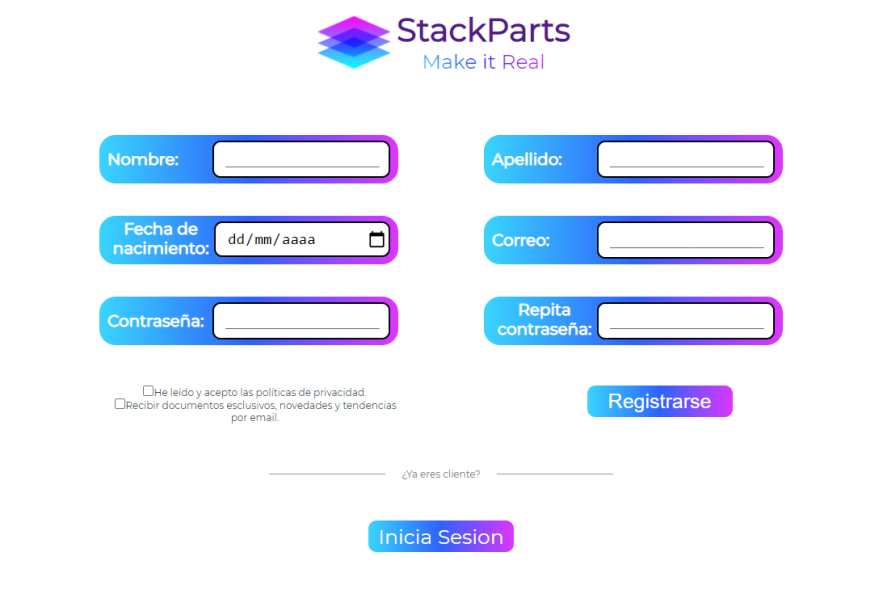 StackParts
Make it Real
Nombre:
Apellido:
Fecha de
nacimiento:
dd/mm/aaaa
Correo:
Contraseña:
Repita
contraseña:
He leído y acepto las políticas de privacidad.
Recibir documentos esclusivos, novedades y tendencias
por email.
Registrarse
¿Ya eres cliente?
Inicia Sesion